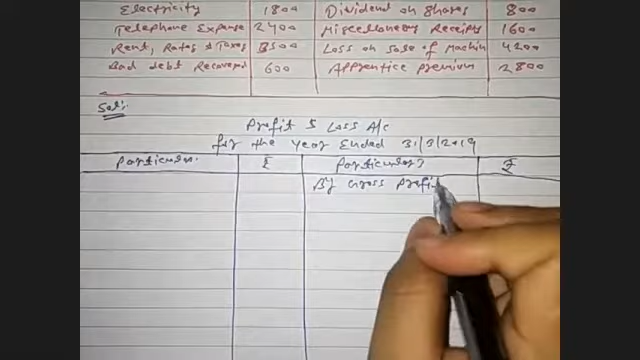 Electricity 1800 Dividend on Shares 800
Telephone Expense 2400 Miscellaneous Receipts 1600
Rent, Rates & Taxes 3500 Loss on Sale of Machin 4200
Bad debt Recovered 600 Apprentice premium 2800
Sol:
Profit & Loss A/c
for the Year Ended 31/3/2019
Particulars ₹ Particulars ₹
By Gross Profit